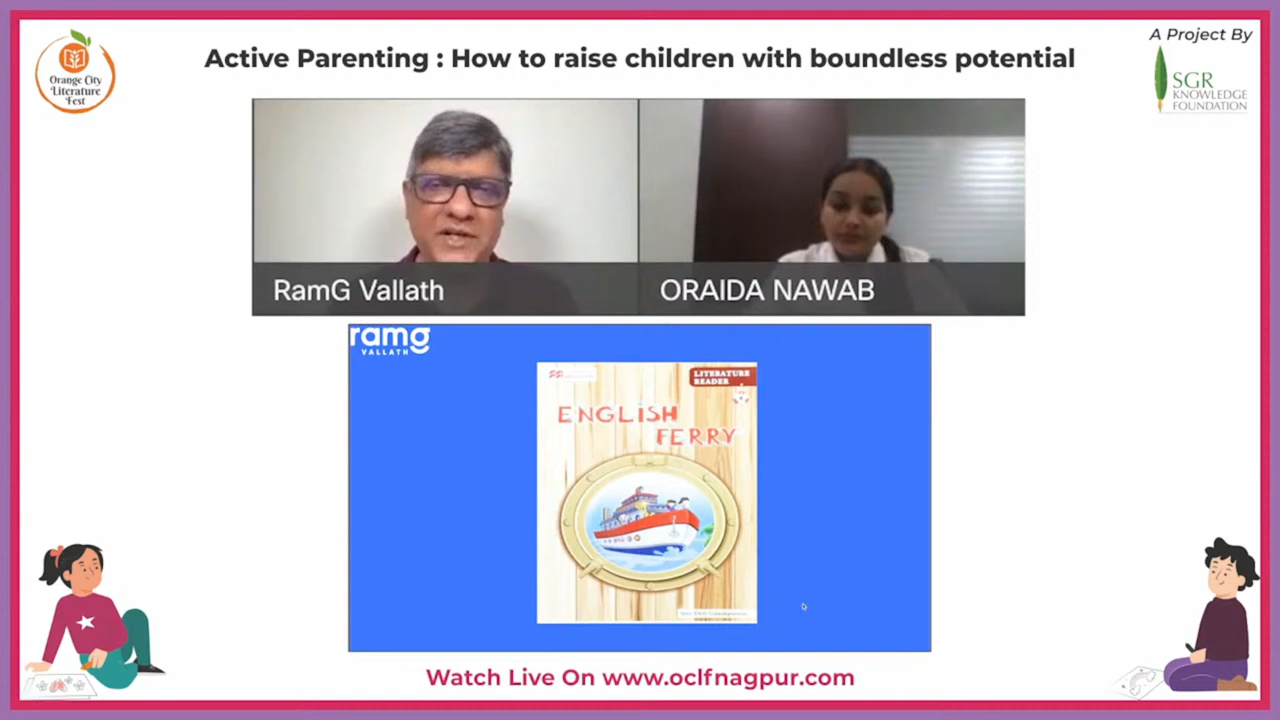 Orange City
Literature
Fest
Active Parenting : How to raise children with boundless potential
A Project By
SGR
KNOWLEDGE
FOUNDATION
RamG Vallath
ORAIDA NAWAB
ramg
VALLATH
LITERATURE
READER
ENGLiSH
FERRY
Watch Live On www.oclfnagpur.com